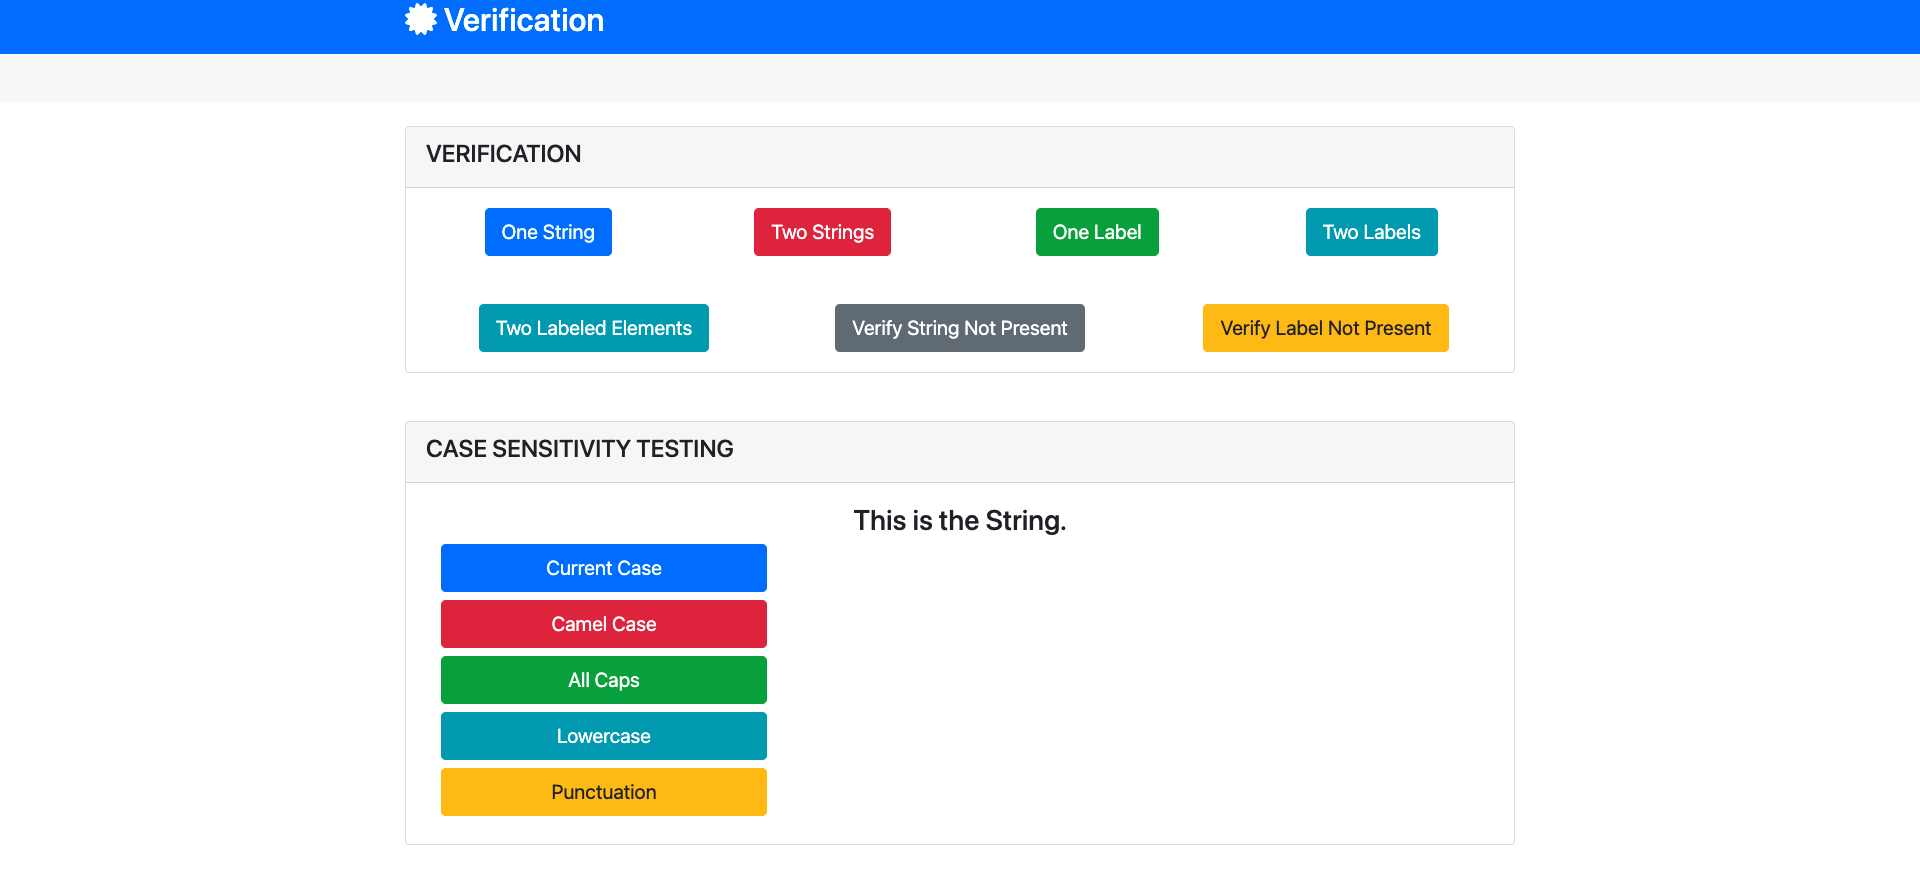 Verification
VERIFICATION
One String
Two Strings
One Label
Two Labels
Two Labeled Elements
Verify String Not Present
Verify Label Not Present
CASE SENSITIVITY TESTING
This is the String.
Current Case
Camel Case
All Caps
Lowercase
Punctuation